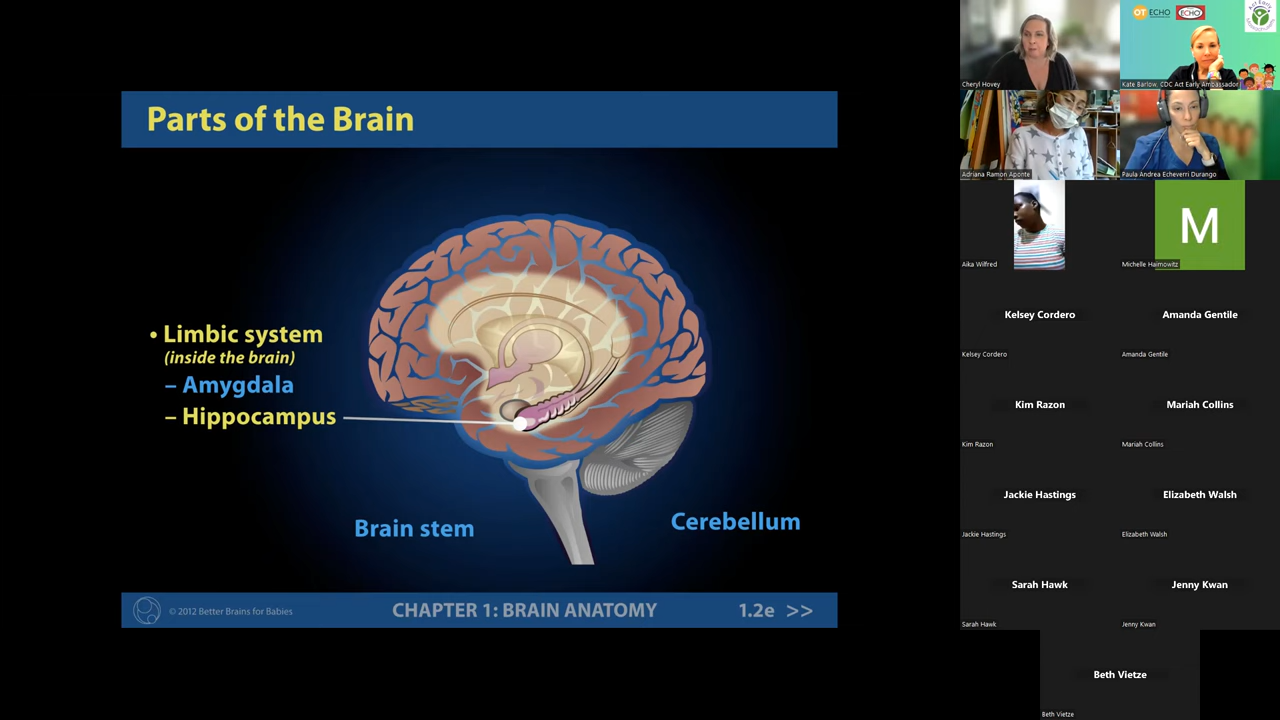 Parts of the Brain
• Limbic system
(inside the brain)
– Amygdala
– Hippocampus
Brain stem
Cerebellum
© 2012 Better Brains for Babies
CHAPTER 1: BRAIN ANATOMY
1.2e >>
Cheryl Hovey
OT ECHO
ECHO
Act Early
Kate Barlow, CDC Act Early Ambassador
Adriana Ramon Aponte
Paula Andrea Echeverri Durango
Aika Wilfred
M
Michelle Haimowitz
Kelsey Cordero
Kelsey Cordero
Amanda Gentile
Amanda Gentile
Kim Razon
Kim Razon
Mariah Collins
Mariah Collins
Jackie Hastings
Jackie Hastings
Elizabeth Walsh
Elizabeth Walsh
Sarah Hawk
Sarah Hawk
Jenny Kwan
Jenny Kwan
Beth Vietze
Beth Vietze